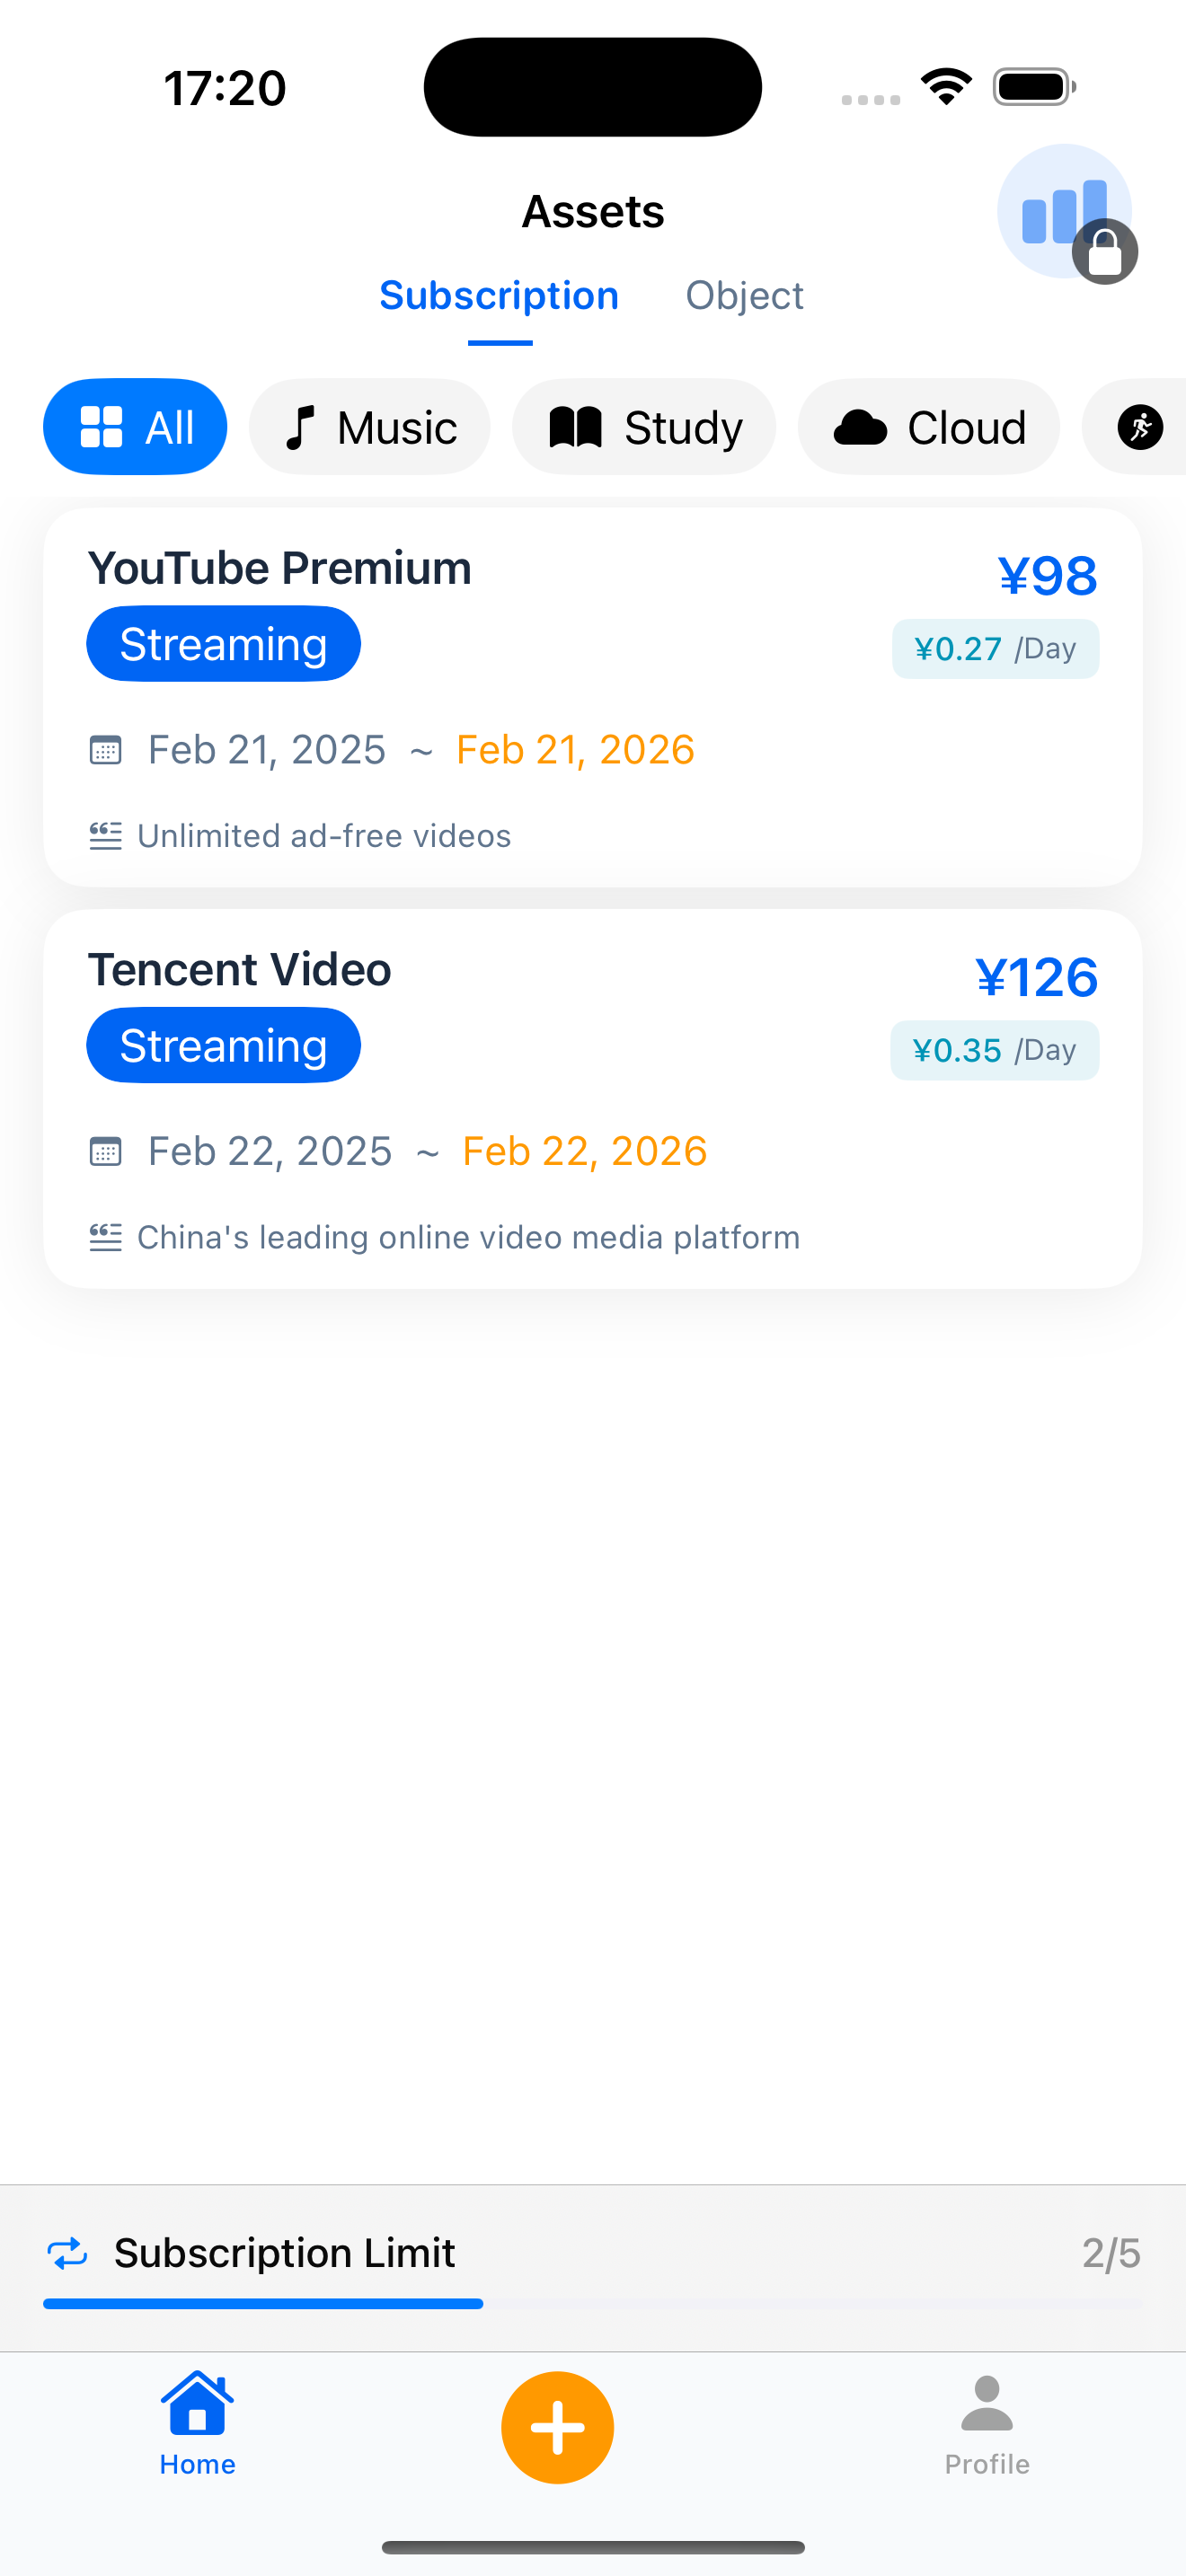 17:20
Assets
Subscription Object
All Music Study Cloud
YouTube Premium ¥98
Streaming ¥0.27 /Day
Feb 21, 2025 ~ Feb 21, 2026
Unlimited ad-free videos
Tencent Video ¥126
Streaming ¥0.35 /Day
Feb 22, 2025 ~ Feb 22, 2026
China's leading online video media platform
Subscription Limit 2/5
Home Profile